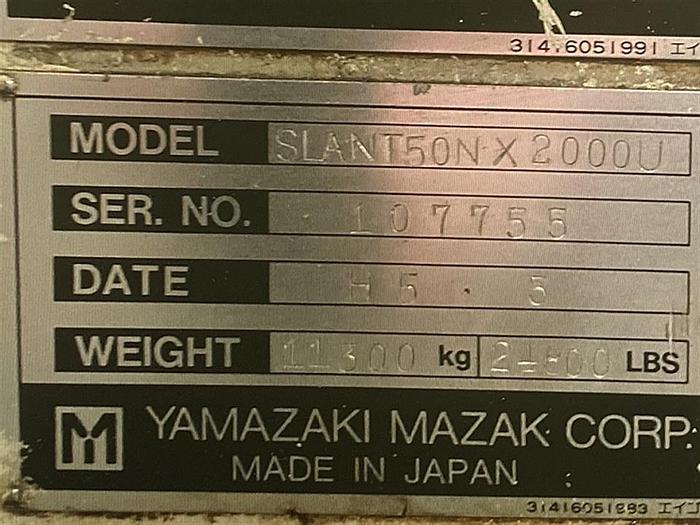 314.6051991 エイ
MODEL SLANT50N X 2000U
SER. NO. 107755
DATE H5 . 5
WEIGHT 11300 kg LBS
YAMAZAKI MAZAK CORP.
MADE IN JAPAN
31416051993 エイ